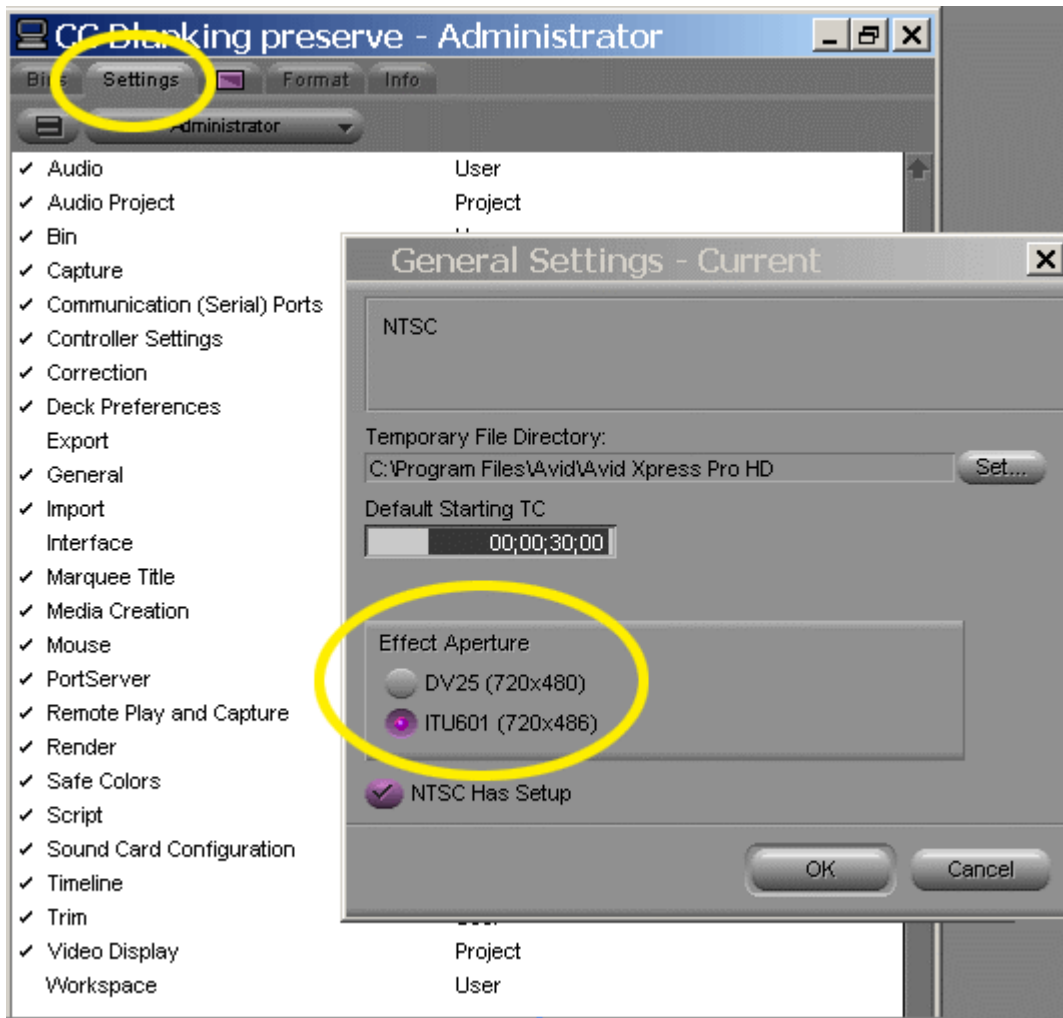 CC Blanking preserve - Administrator
Bins Settings Format Info
Administrator
Audio User
Audio Project Project
Bin
Capture
Communication (Serial) Ports
Controller Settings
Correction
Deck Preferences
Export
General
Import
Interface
Marquee Title
Media Creation
Mouse
PortServer
Remote Play and Capture
Render
Safe Colors
Script
Sound Card Configuration
Timeline
Trim
Video Display Project
Workspace User
General Settings - Current
NTSC
Temporary File Directory:
C:\Program Files\Avid\Avid Xpress Pro HD Set...
Default Starting TC
00;00;30;00
Effect Aperture
DV25 (720x480)
ITU601 (720x486)
NTSC Has Setup
OK Cancel